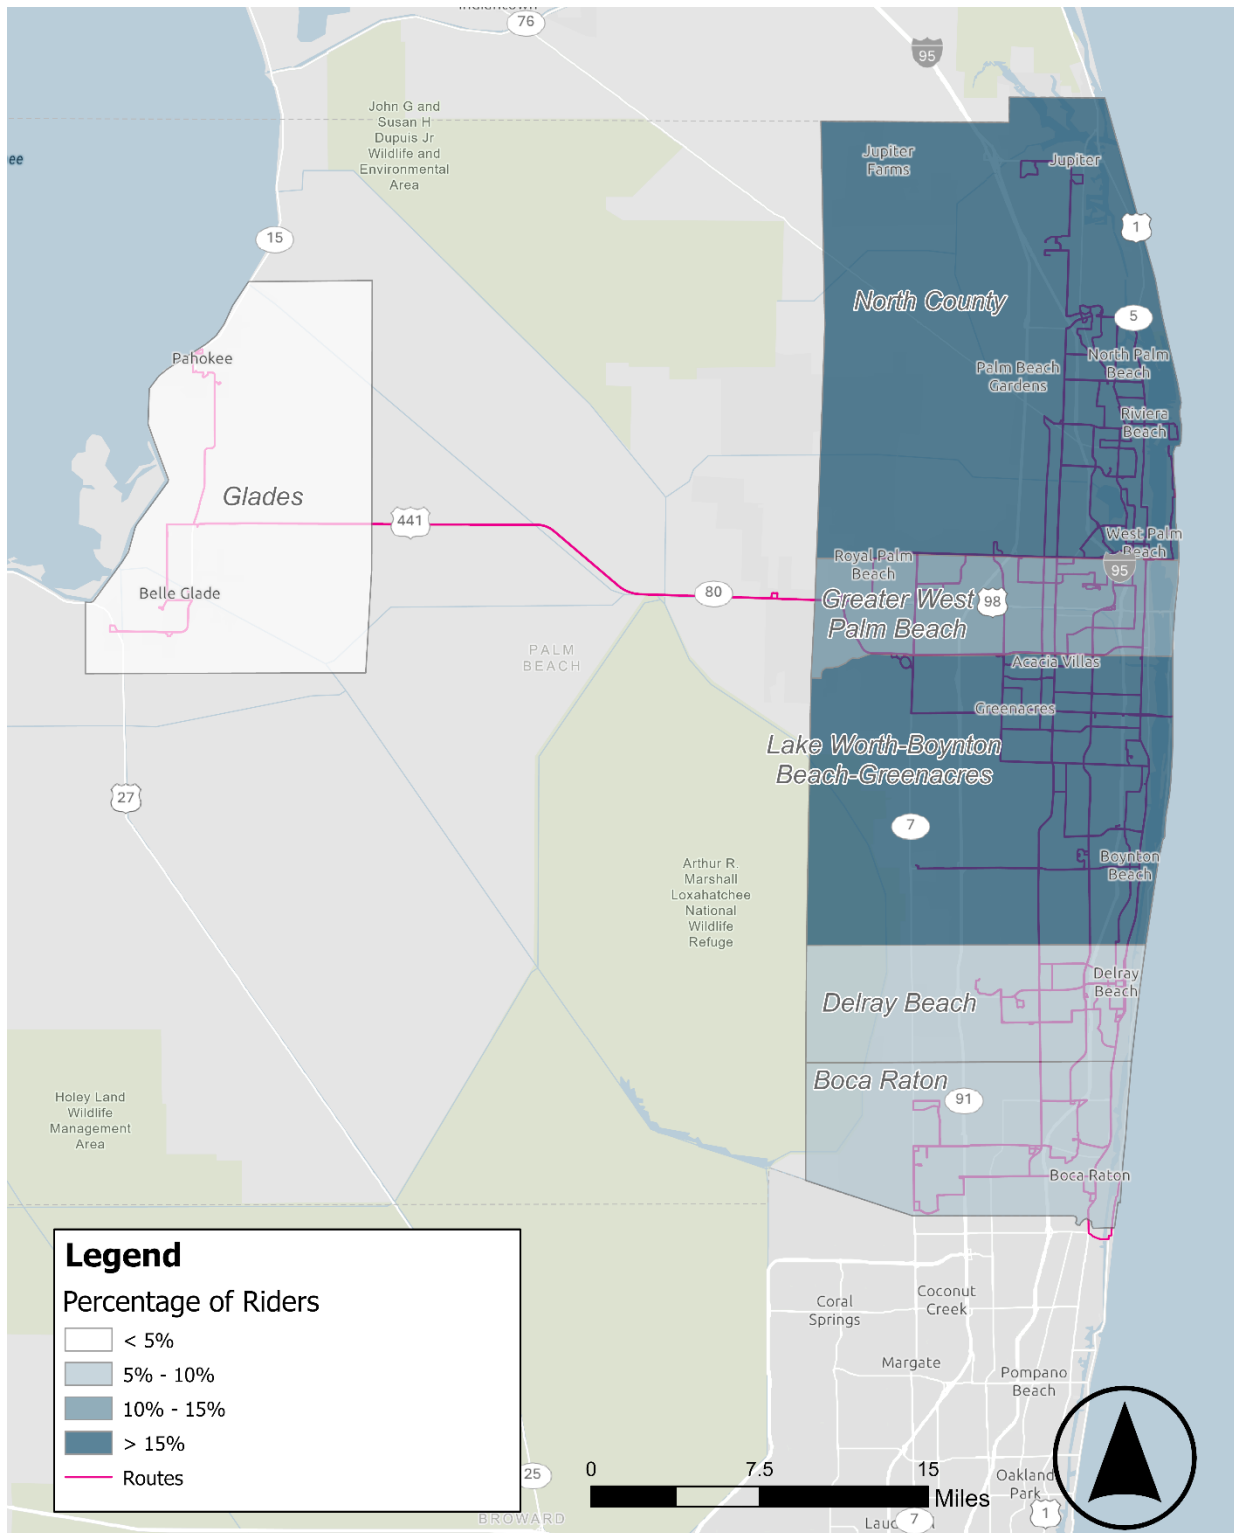 76
95
John G and
Susan H
Dupuis Jr
Wildlife and
Environmental
Area
ee
Jupiter
Farms
Jupiter
15
1
North County
5
Pahokee
North Palm
Beach
Palm Beach
Gardens
Riviera
Beach
Glades
441
West Palm
Beach
Royal Palm
Beach
95
Belle Glade
80
Greater West
Palm Beach
98
PALM
BEACH
Acacia Villas
Greenacres
Lake Worth-Boynton
Beach-Greenacres
27
7
Arthur R.
Marshall
Loxahatchee
National
Wildlife
Refuge
Boynton
Beach
Delray Beach
Delray
Beach
Boca Raton
91
Holey Land
Wildlife
Management
Area
Boca Raton
Legend
Percentage of Riders
< 5%
5% - 10%
10% - 15%
> 15%
Routes
Coral
Springs
Coconut
Creek
Margate
Pompano
Beach
25
0
7.5
15
Miles
Oakland
Park
1
7
BROWARD